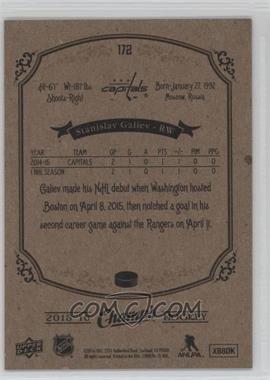 172
Ht-6'1" Wt-187 lbs
Shoots-Right
capitals
Born-January 27, 1992
Moscow, Russia
Stanislav Galiev - RW
YEAR TEAM GP G A PTS +/- PIM PPG
2014-15 CAPITALS 2 1 0 1 1 0 0
1 NHL SEASON 2 1 0 1 1 0 0
Galiev made his NHL debut when Washington hosted
Boston on April 8, 2015, then notched a goal in his
second career game against the Rangers on April 11.
2015-16 Champ's HOCKEY
UPPER DECK
NHL
NHLPA
XB80K